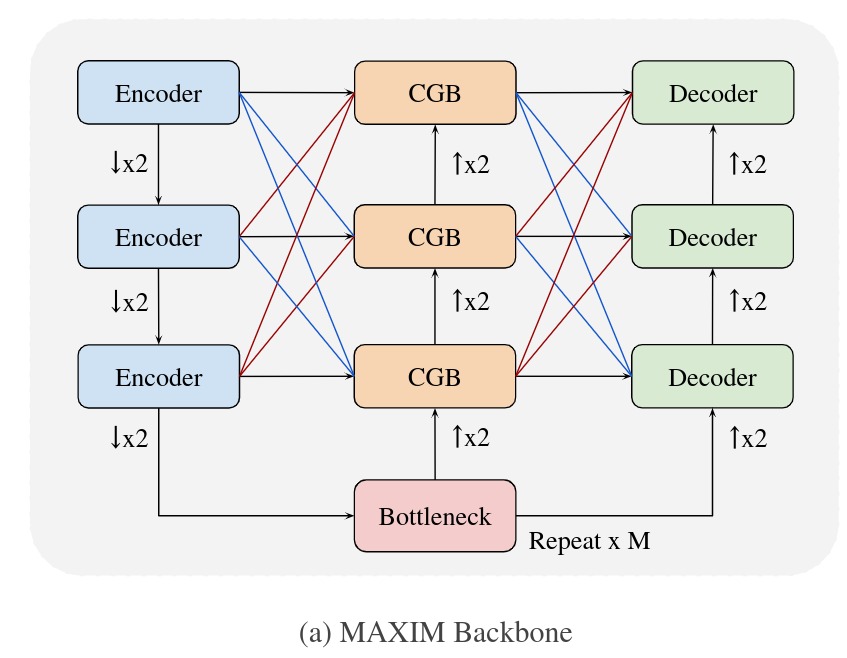 Encoder CGB Decoder
↓x2 ↑x2 ↑x2
Encoder CGB Decoder
↓x2 ↑x2 ↑x2
Encoder CGB Decoder
↓x2 ↑x2 ↑x2
Bottleneck
Repeat x M
(a) MAXIM Backbone